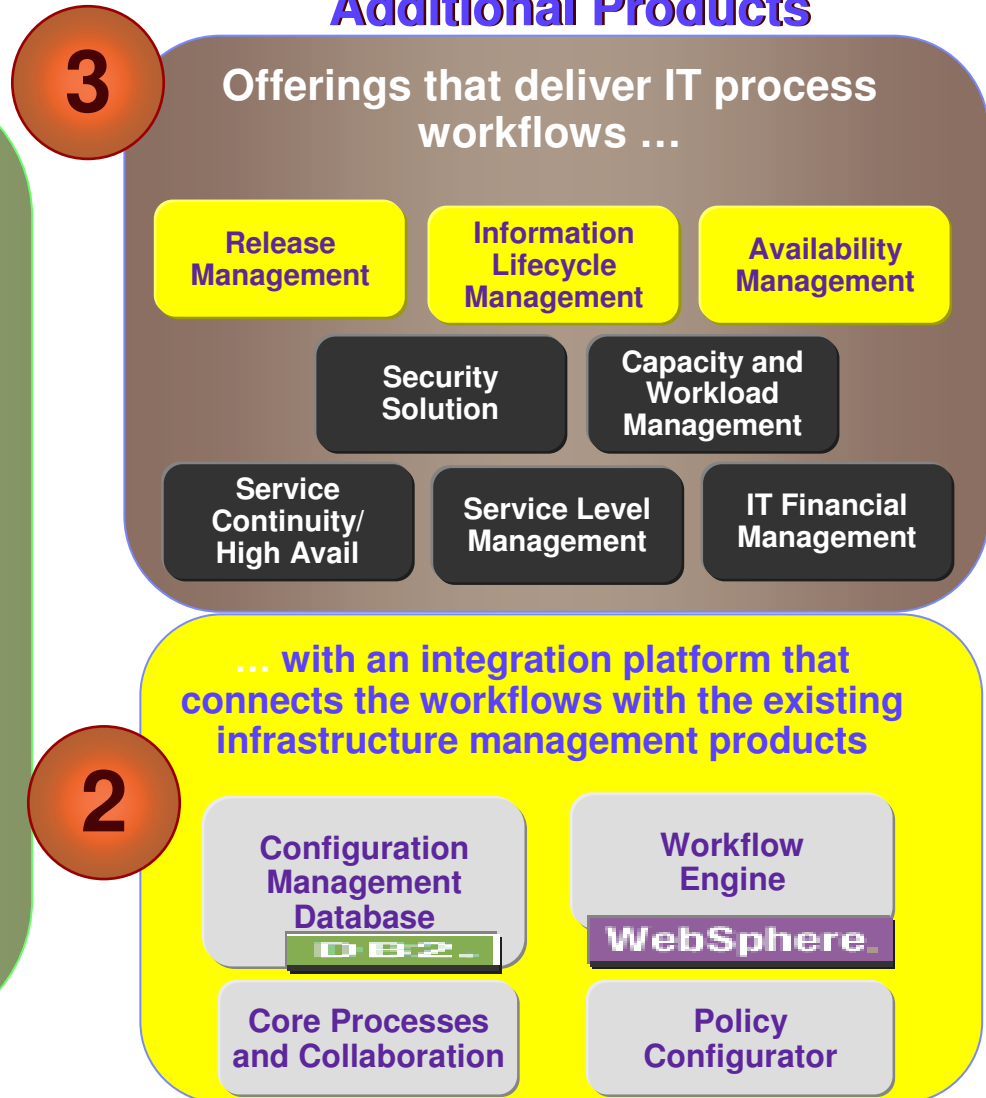 Additional Products
3
Offerings that deliver IT process
workflows …
Release
Management
Information
Lifecycle
Management
Availability
Management
Security
Solution
Capacity and
Workload
Management
Service
Continuity/
High Avail
Service Level
Management
IT Financial
Management
… with an integration platform that
connects the workflows with the existing
infrastructure management products
2
Configuration
Management
Database
DB2.
Workflow
Engine
WebSphere.
Core Processes
and Collaboration
Policy
Configurator